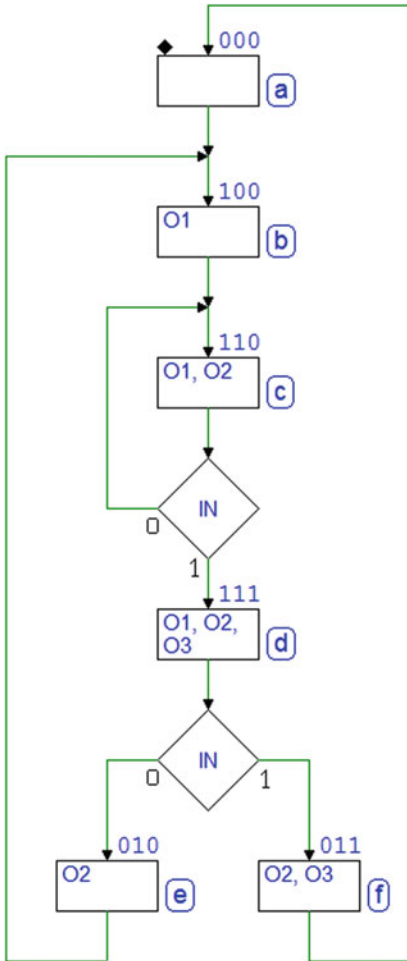 000
a
100
O1
b
110
O1, O2
c
IN
0
1
111
O1, O2,
O3
d
IN
0
1
010
O2
e
011
O2, O3
f